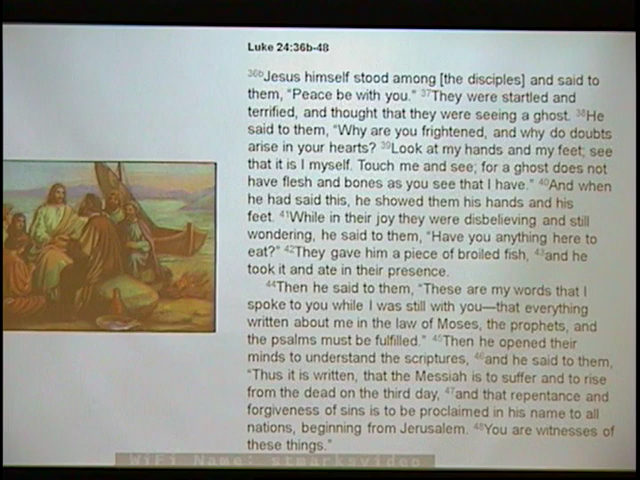 Luke 24:36b-48
36bJesus himself stood among [the disciples] and said to
them, “Peace be with you.” 37They were startled and
terrified, and thought that they were seeing a ghost. 38He
said to them, “Why are you frightened, and why do doubts
arise in your hearts? 39Look at my hands and my feet; see
that it is I myself. Touch me and see; for a ghost does not
have flesh and bones as you see that I have.” 40And when
he had said this, he showed them his hands and his
feet. 41While in their joy they were disbelieving and still
wondering, he said to them, “Have you anything here to
eat?” 42They gave him a piece of broiled fish, 43and he
took it and ate in their presence.
44Then he said to them, “These are my words that I
spoke to you while I was still with you—that everything
written about me in the law of Moses, the prophets, and
the psalms must be fulfilled.” 45Then he opened their
minds to understand the scriptures, 46and he said to them,
“Thus it is written, that the Messiah is to suffer and to rise
from the dead on the third day, 47and that repentance and
forgiveness of sins is to be proclaimed in his name to all
nations, beginning from Jerusalem. 48You are witnesses of
these things.”
WiFi Name: stmarksvideo